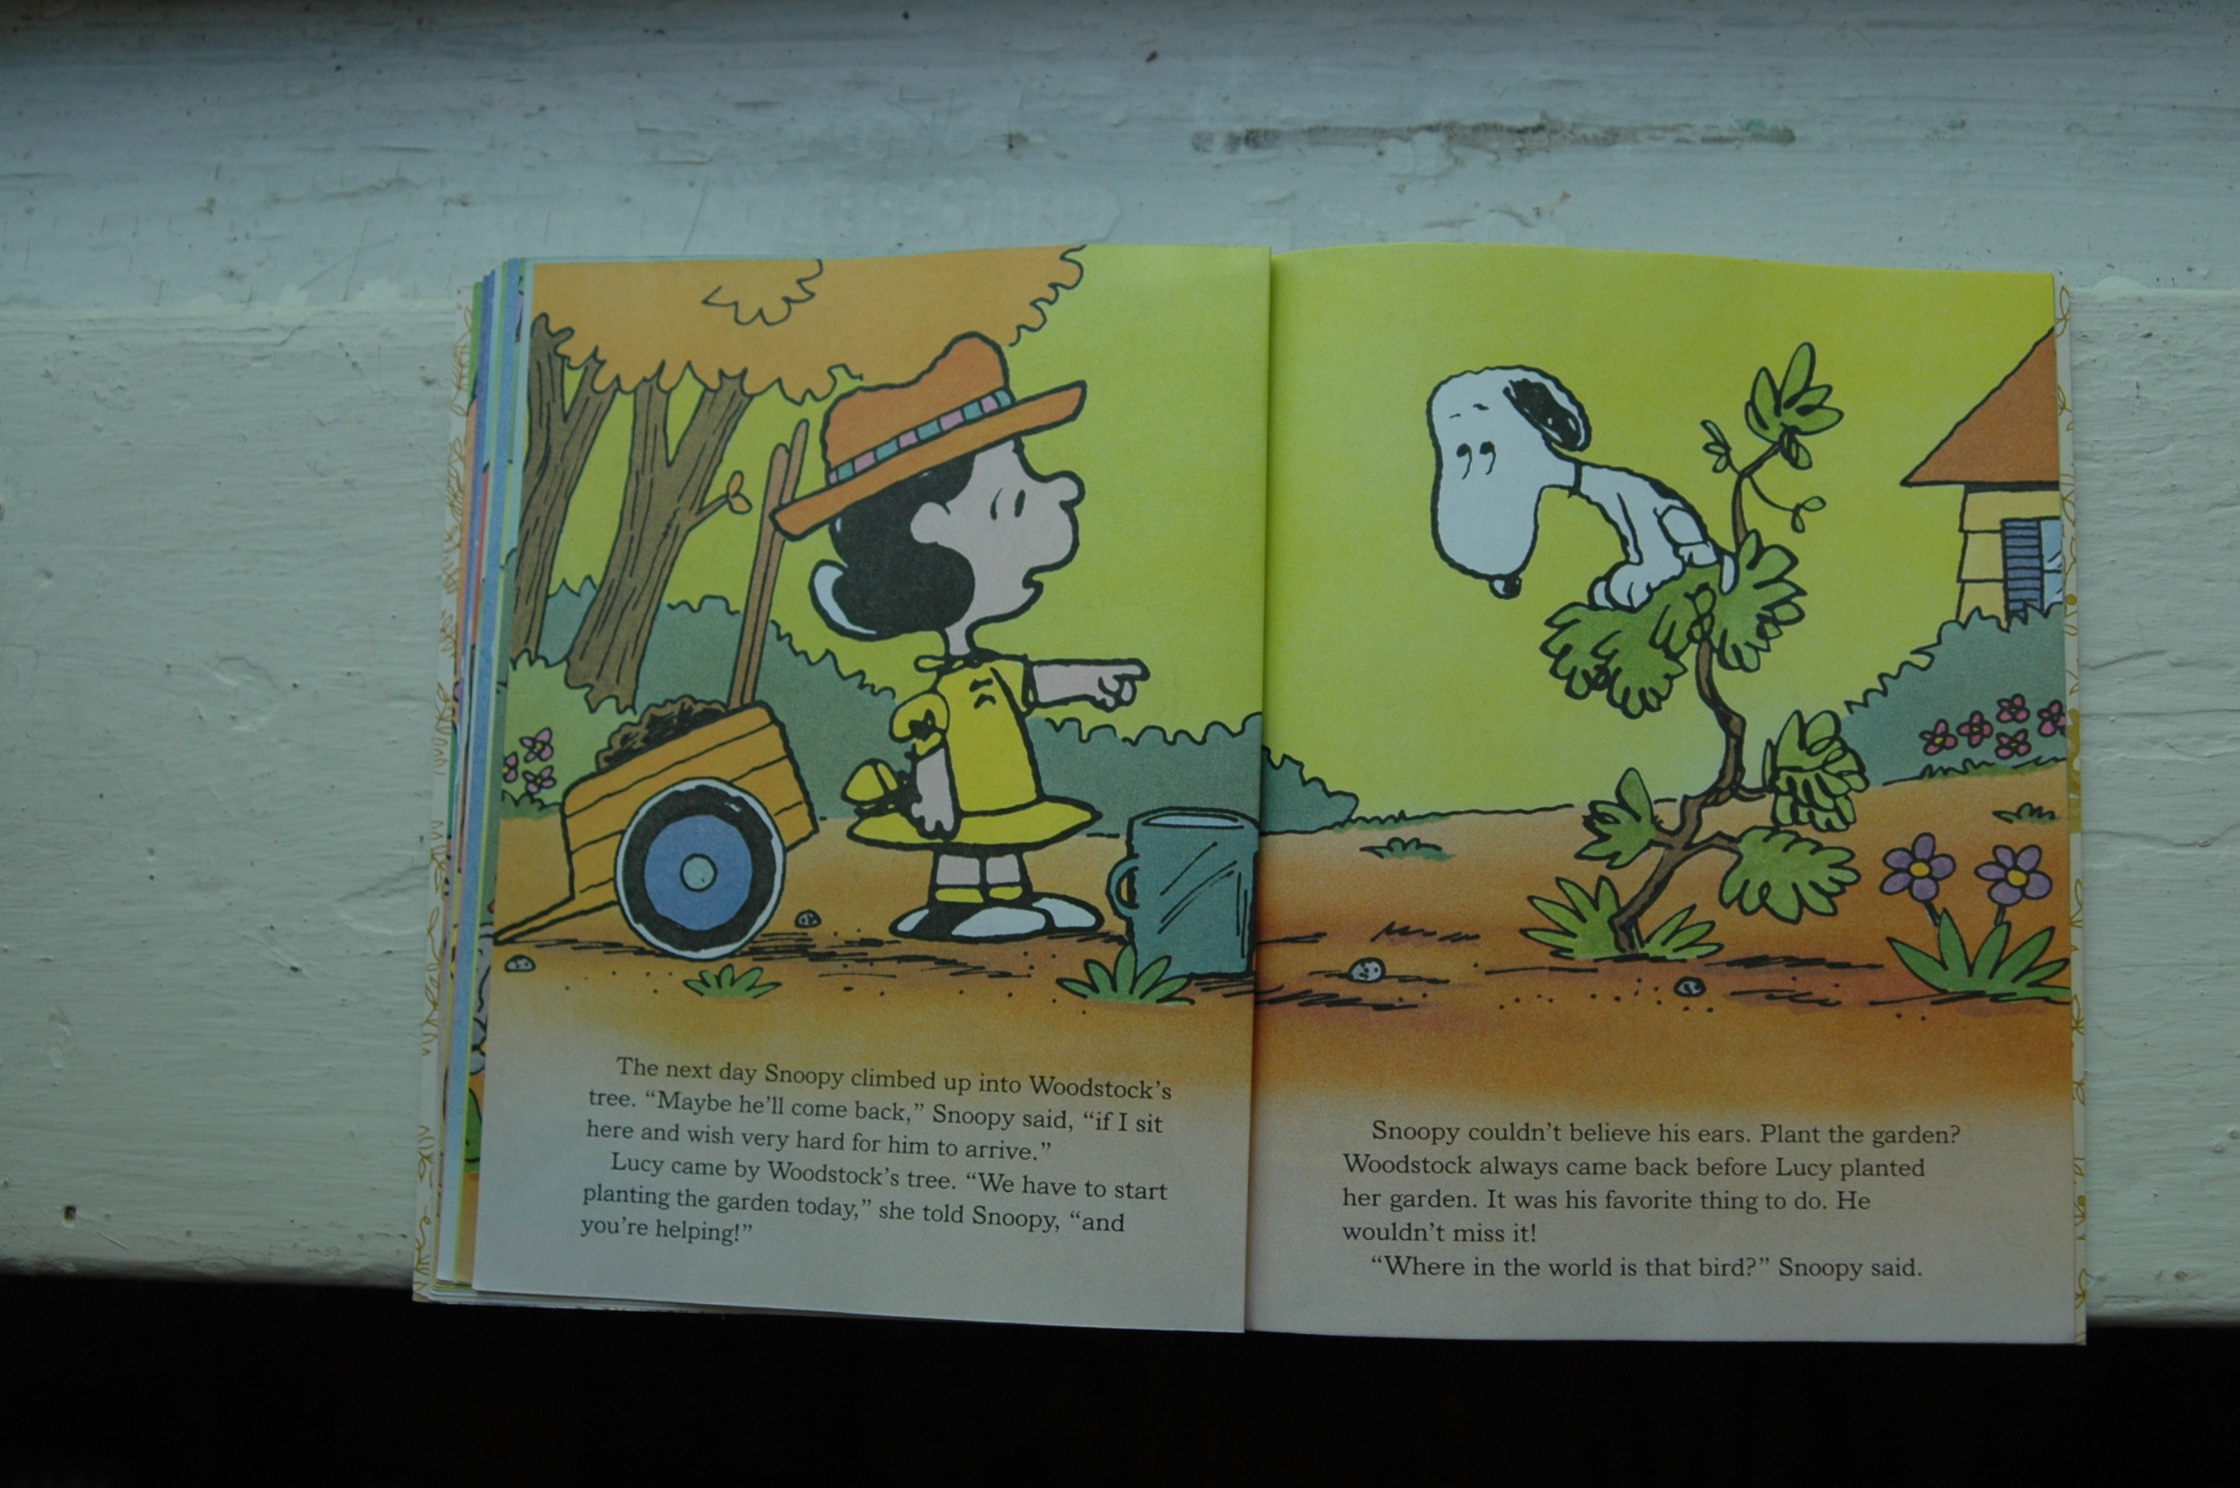 The next day Snoopy climbed up into Woodstock's
tree. “Maybe he'll come back,” Snoopy said, “if I sit
here and wish very hard for him to arrive.”
Lucy came by Woodstock's tree. “We have to start
planting the garden today,” she told Snoopy, “and
you're helping!”
Snoopy couldn't believe his ears. Plant the garden?
Woodstock always came back before Lucy planted
her garden. It was his favorite thing to do. He
wouldn't miss it!
“Where in the world is that bird?” Snoopy said.